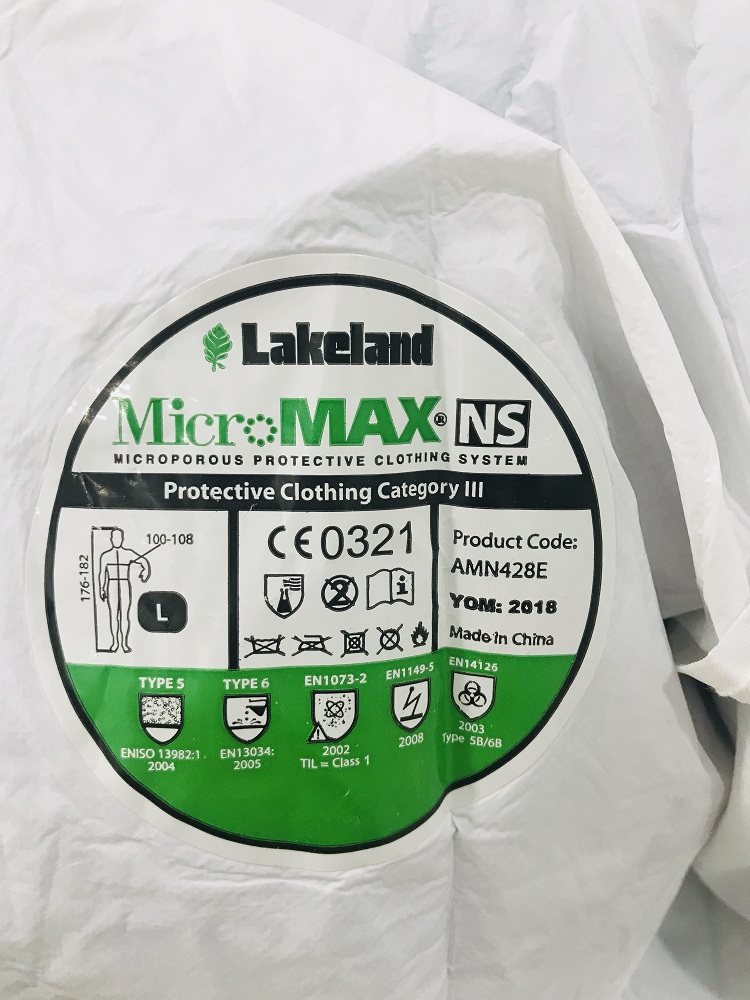 Lakeland
MicroMAX® NS
MICROPOROUS PROTECTIVE CLOTHING SYSTEM
Protective Clothing Category III
100-108
176-182
L
CE0321
i
Product Code:
AMN428E
YOM: 2018
Made in China
TYPE 5
ENISO 13982:1
2004
TYPE 6
EN13034:
2005
EN1073-2
2002
TIL = Class 1
EN1149-5
2008
EN14126
2003
Type 5B/6B